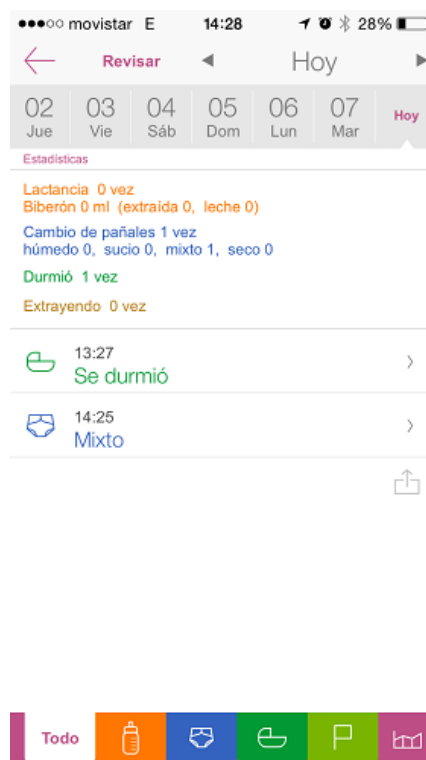 movistar E 14:28 28%
Revisar Hoy
02 03 04 05 06 07 Hoy
Jue Vie Sáb Dom Lun Mar
Estadísticas
Lactancia 0 vez
Biberón 0 ml (extraída 0, leche 0)
Cambio de pañales 1 vez
húmedo 0, sucio 0, mixto 1, seco 0
Durmió 1 vez
Extrayendo 0 vez
13:27
Se durmió
14:25
Mixto
Todo